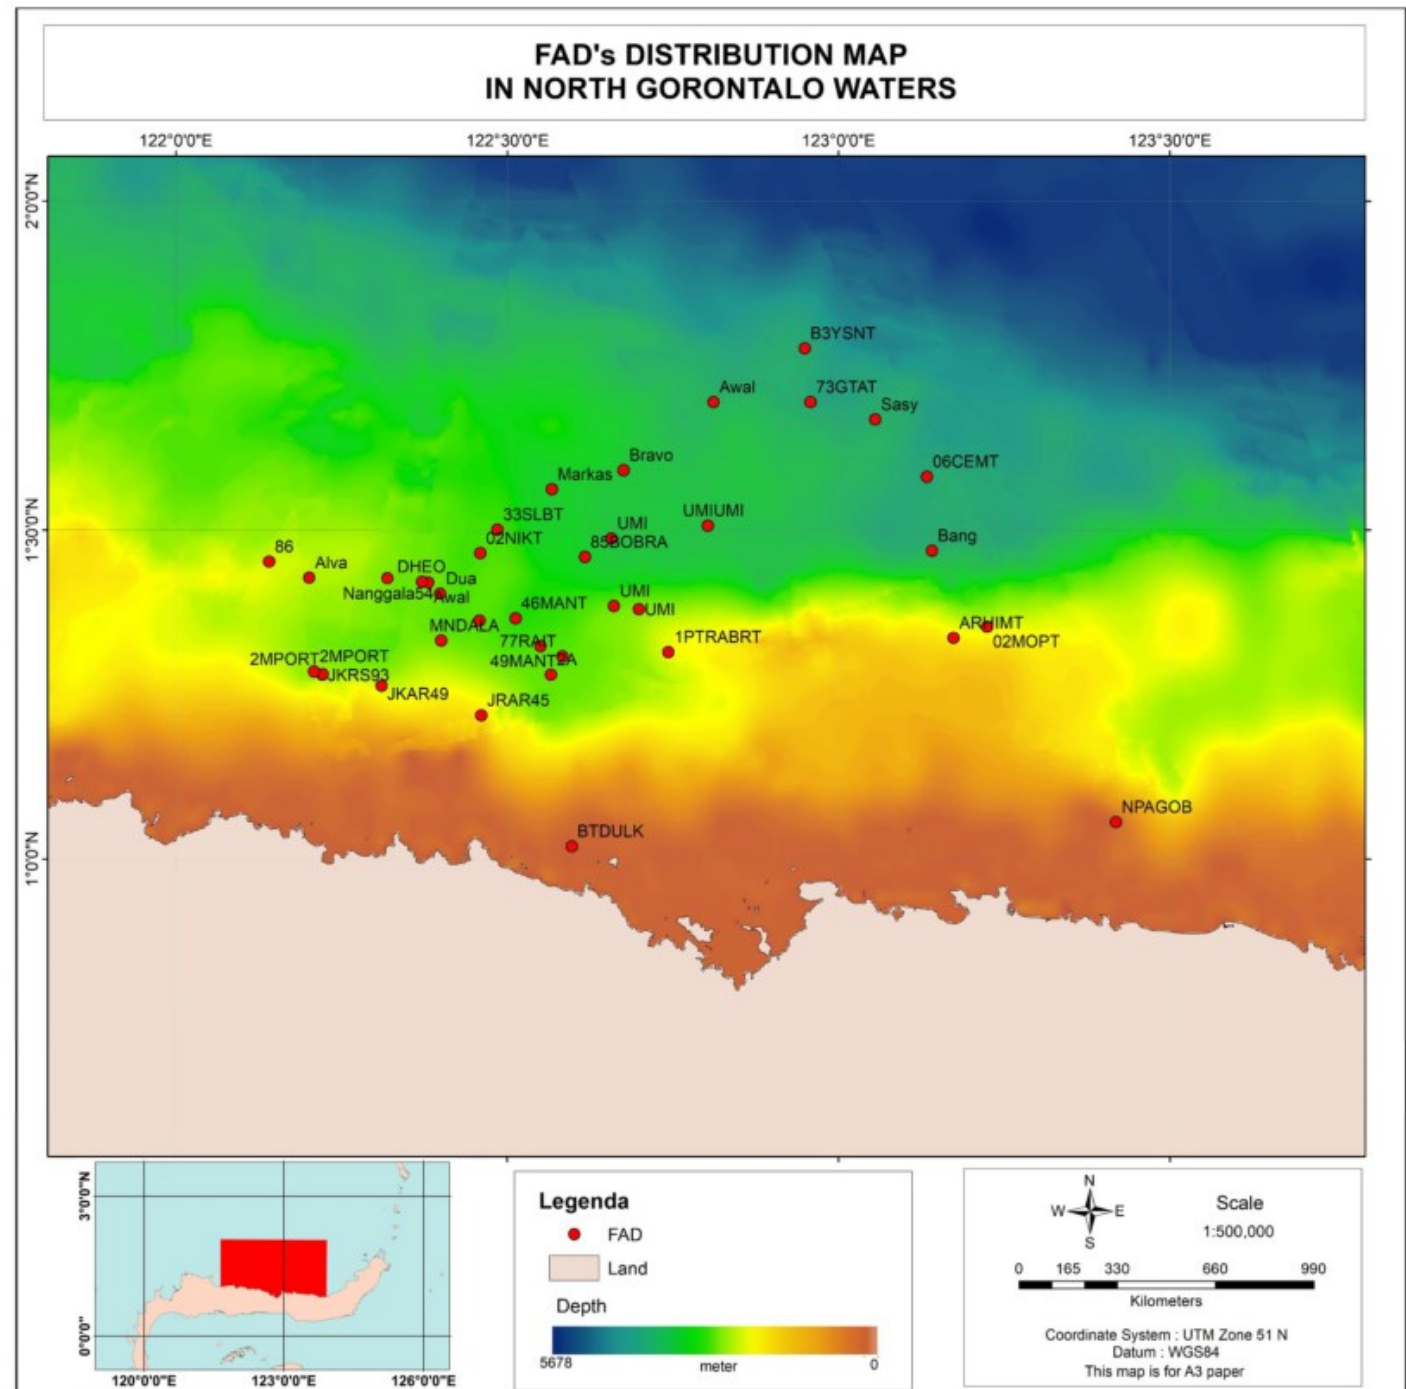 FAD's DISTRIBUTION MAP
IN NORTH GORONTALO WATERS
122°0'0"E 122°30'0"E 123°0'0"E 123°30'0"E
2°0'0"N
B3YSNT
Awal 73GTAT
Sasy
Bravo
06CEMT
Markas
33SLBT UMIUMI
UMI
1°30'0"N
02NIKT 85BOBRA Bang
86
Alva DHEO Dua
Nanggala54 Awal UMI
46MANT UMI
MNDALA ARHIMT
77RAJT 1PTRABRT 02MOPT
2MPORT 2MPORT 49MANT2A
JKRS93
JKAR49 JRAR45
NPAGOB
BTDULK
1°0'0"N
3°0'0"N
0°0'0"
120°0'0"E 123°0'0"E 126°0'0"E
Legenda
FAD
Land
Depth
5678 meter 0
N
W E
S
Scale
1:500,000
0 165 330 660 990
Kilometers
Coordinate System : UTM Zone 51 N
Datum : WGS84
This map is for A3 paper